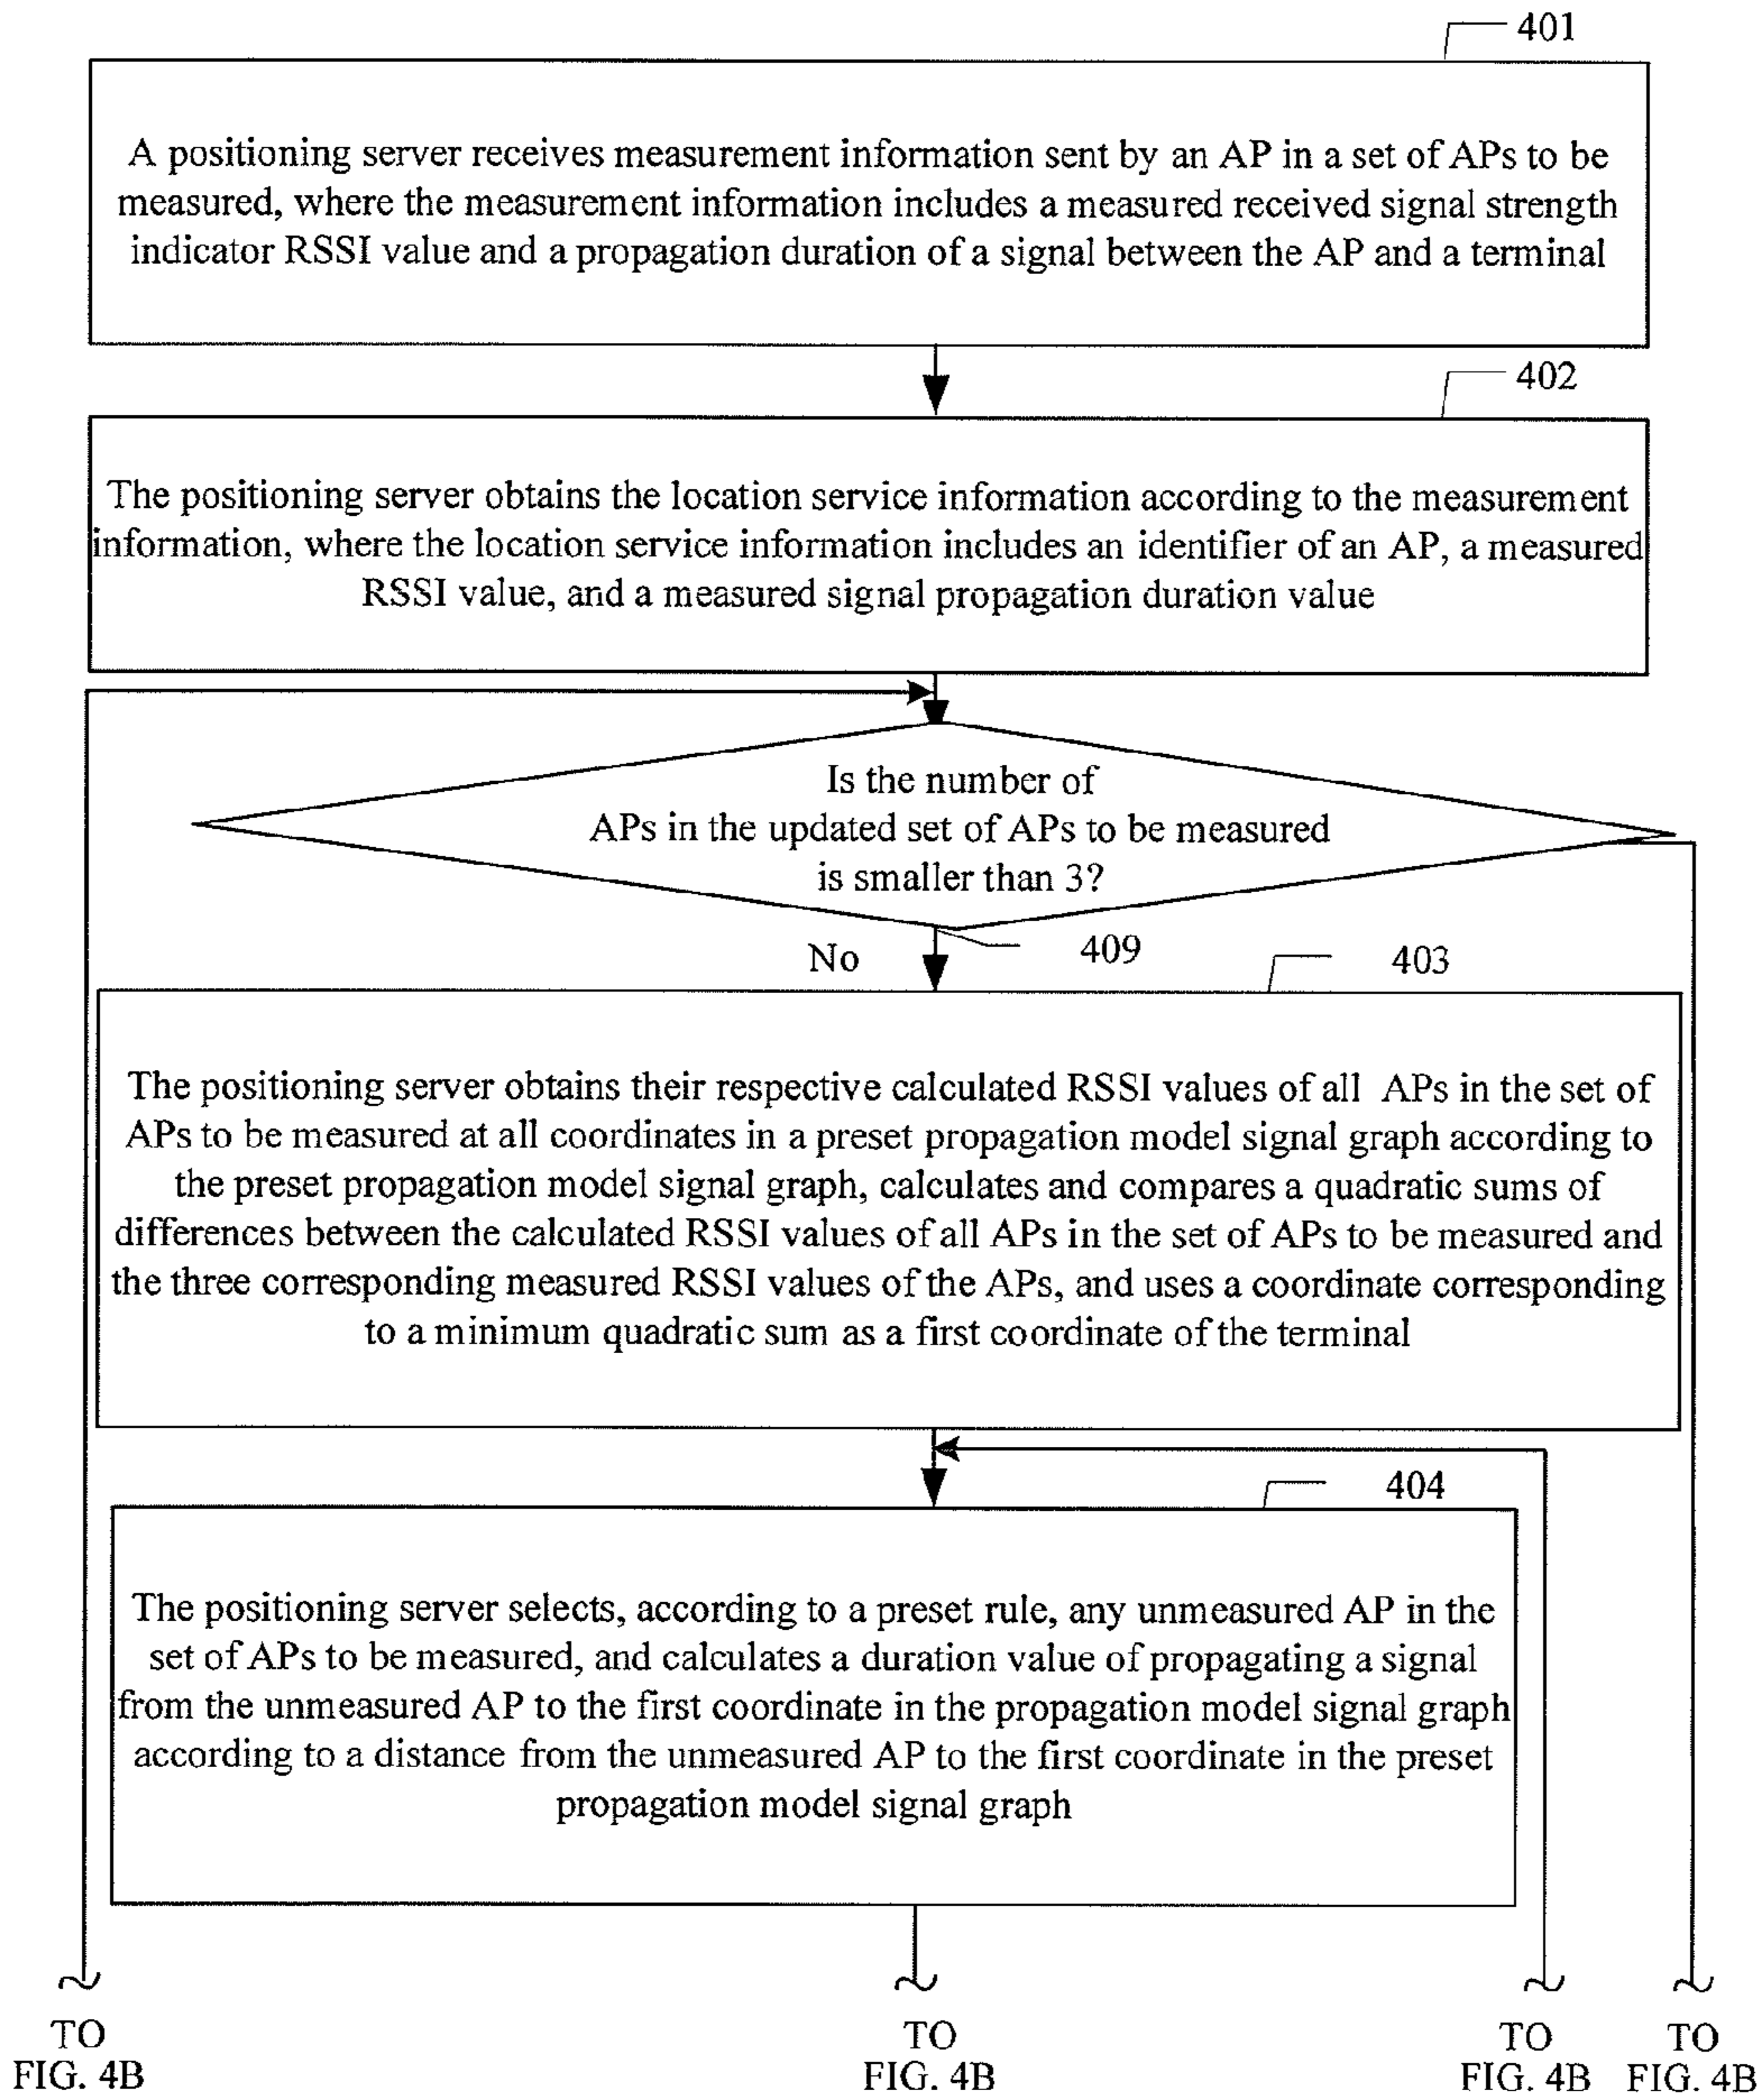 401
A positioning server receives measurement information sent by an AP in a set of APs to be
measured, where the measurement information includes a measured received signal strength
indicator RSSI value and a propagation duration of a signal between the AP and a terminal
402
The positioning server obtains the location service information according to the measurement
information, where the location service information includes an identifier of an AP, a measured
RSSI value, and a measured signal propagation duration value
Is the number of
APs in the updated set of APs to be measured
is smaller than 3?
No
409
403
The positioning server obtains their respective calculated RSSI values of all APs in the set of
APs to be measured at all coordinates in a preset propagation model signal graph according to
the preset propagation model signal graph, calculates and compares a quadratic sums of
differences between the calculated RSSI values of all APs in the set of APs to be measured and
the three corresponding measured RSSI values of the APs, and uses a coordinate corresponding
to a minimum quadratic sum as a first coordinate of the terminal
404
The positioning server selects, according to a preset rule, any unmeasured AP in the
set of APs to be measured, and calculates a duration value of propagating a signal
from the unmeasured AP to the first coordinate in the propagation model signal graph
according to a distance from the unmeasured AP to the first coordinate in the preset
propagation model signal graph
TO
FIG. 4B
TO
FIG. 4B
TO
FIG. 4B
TO
FIG. 4B